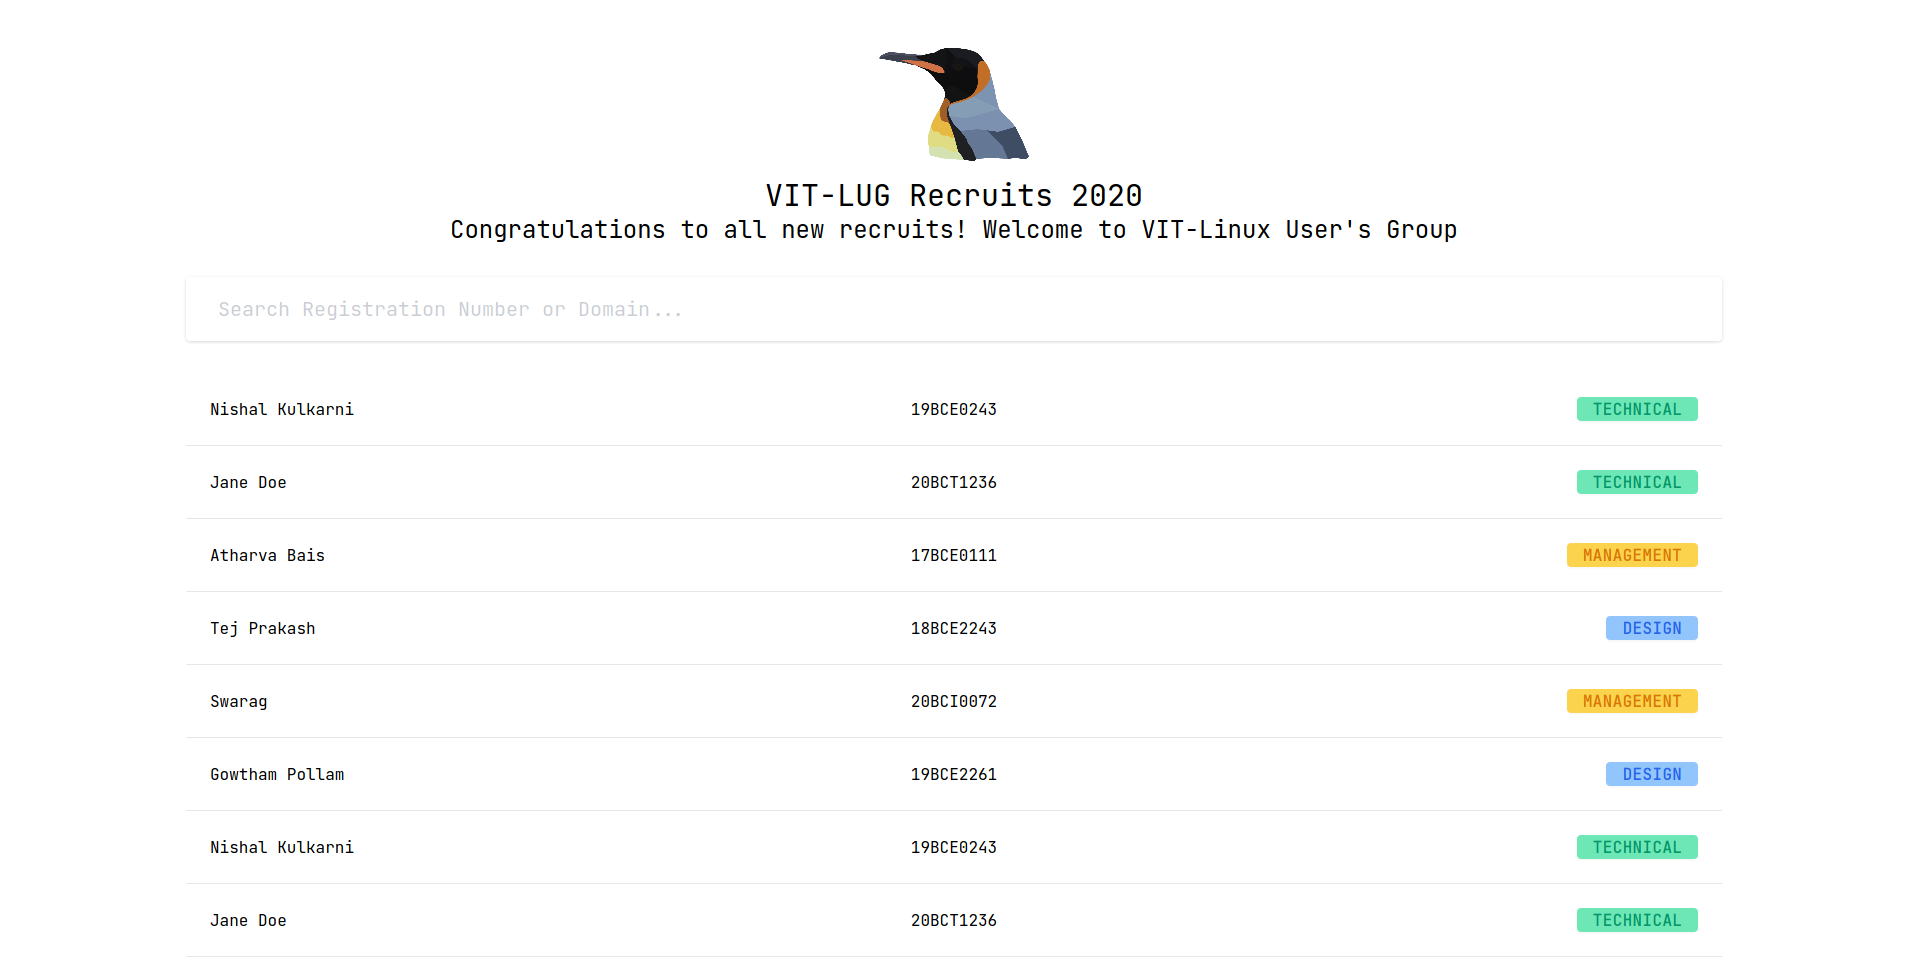 VIT-LUG Recruits 2020
Congratulations to all new recruits! Welcome to VIT-Linux User's Group
Search Registration Number or Domain...
Nishal Kulkarni 19BCE0243 TECHNICAL
Jane Doe 20BCT1236 TECHNICAL
Atharva Bais 17BCE0111 MANAGEMENT
Tej Prakash 18BCE2243 DESIGN
Swarag 20BCI0072 MANAGEMENT
Gowtham Pollam 19BCE2261 DESIGN
Nishal Kulkarni 19BCE0243 TECHNICAL
Jane Doe 20BCT1236 TECHNICAL